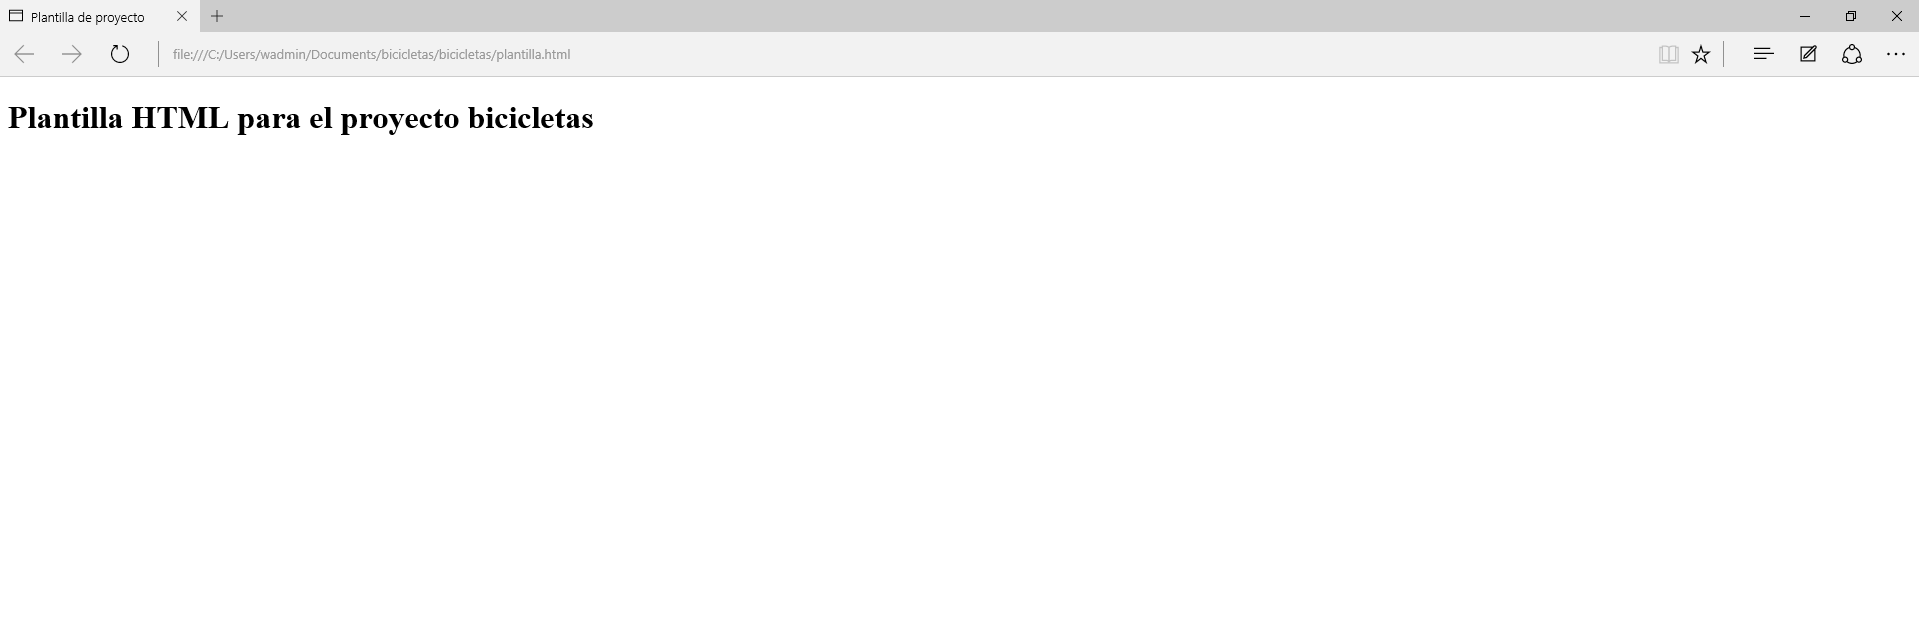 Plantilla de proyecto
file:///C:/Users/wadmin/Documents/bicicletas/bicicletas/plantilla.html
Plantilla HTML para el proyecto bicicletas